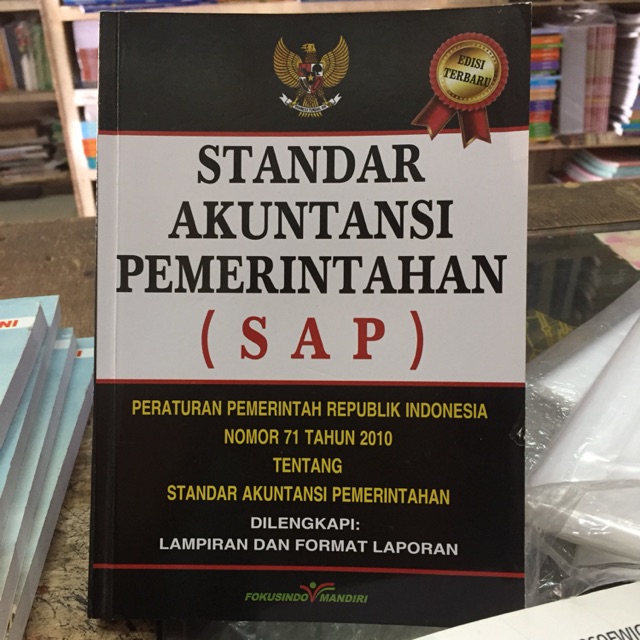 EDISI
TERBARU
STANDAR
AKUNTANSI
PEMERINTAHAN
( S A P )
PERATURAN PEMERINTAH REPUBLIK INDONESIA
NOMOR 71 TAHUN 2010
TENTANG
STANDAR AKUNTANSI PEMERINTAHAN
DILENGKAPI:
LAMPIRAN DAN FORMAT LAPORAN
FOKUSINDO MANDIRI
NI